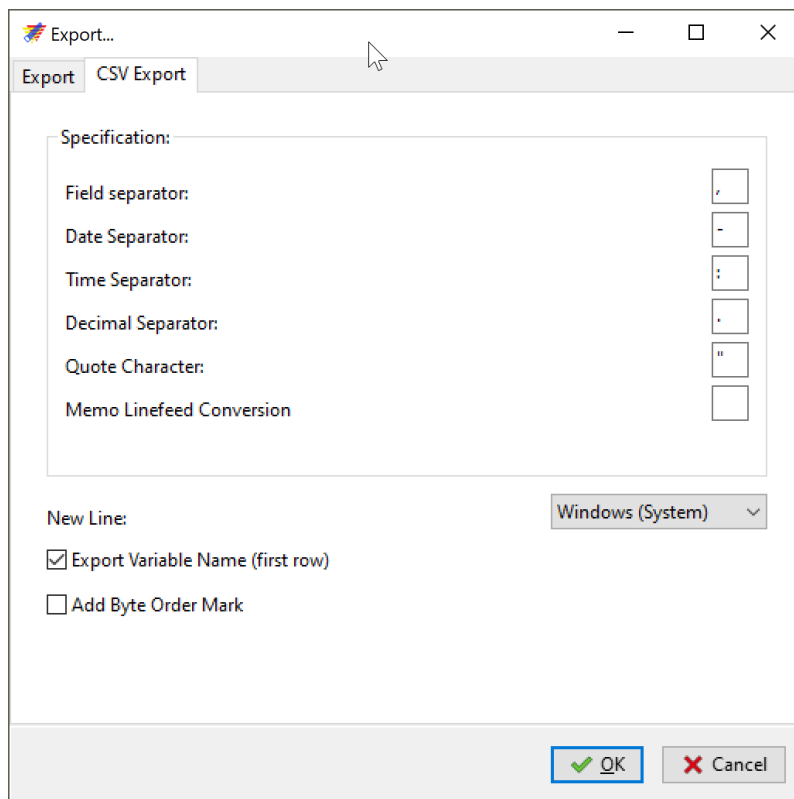 Export...
Export CSV Export
Specification:
Field separator: ,
Date Separator: -
Time Separator: :
Decimal Separator: .
Quote Character: "
Memo Linefeed Conversion
New Line: Windows (System)
Export Variable Name (first row)
Add Byte Order Mark
OK Cancel